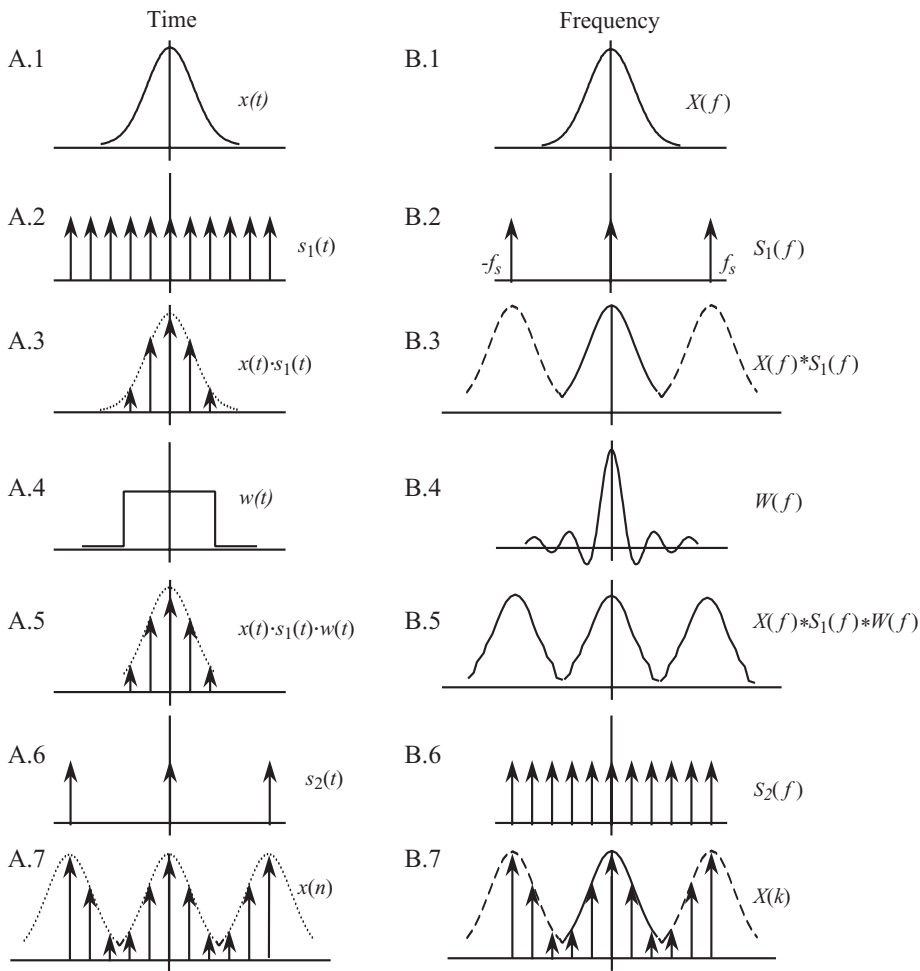 Time Frequency
A.1 x(t) B.1 X(f)
A.2 s₁(t) B.2 -fₛ fₛ S₁(f)
A.3 x(t)·s₁(t) B.3 X(f)*S₁(f)
A.4 w(t) B.4 W(f)
A.5 x(t)·s₁(t)·w(t) B.5 X(f)*S₁(f)*W(f)
A.6 s₂(t) B.6 S₂(f)
A.7 x(n) B.7 X(k)